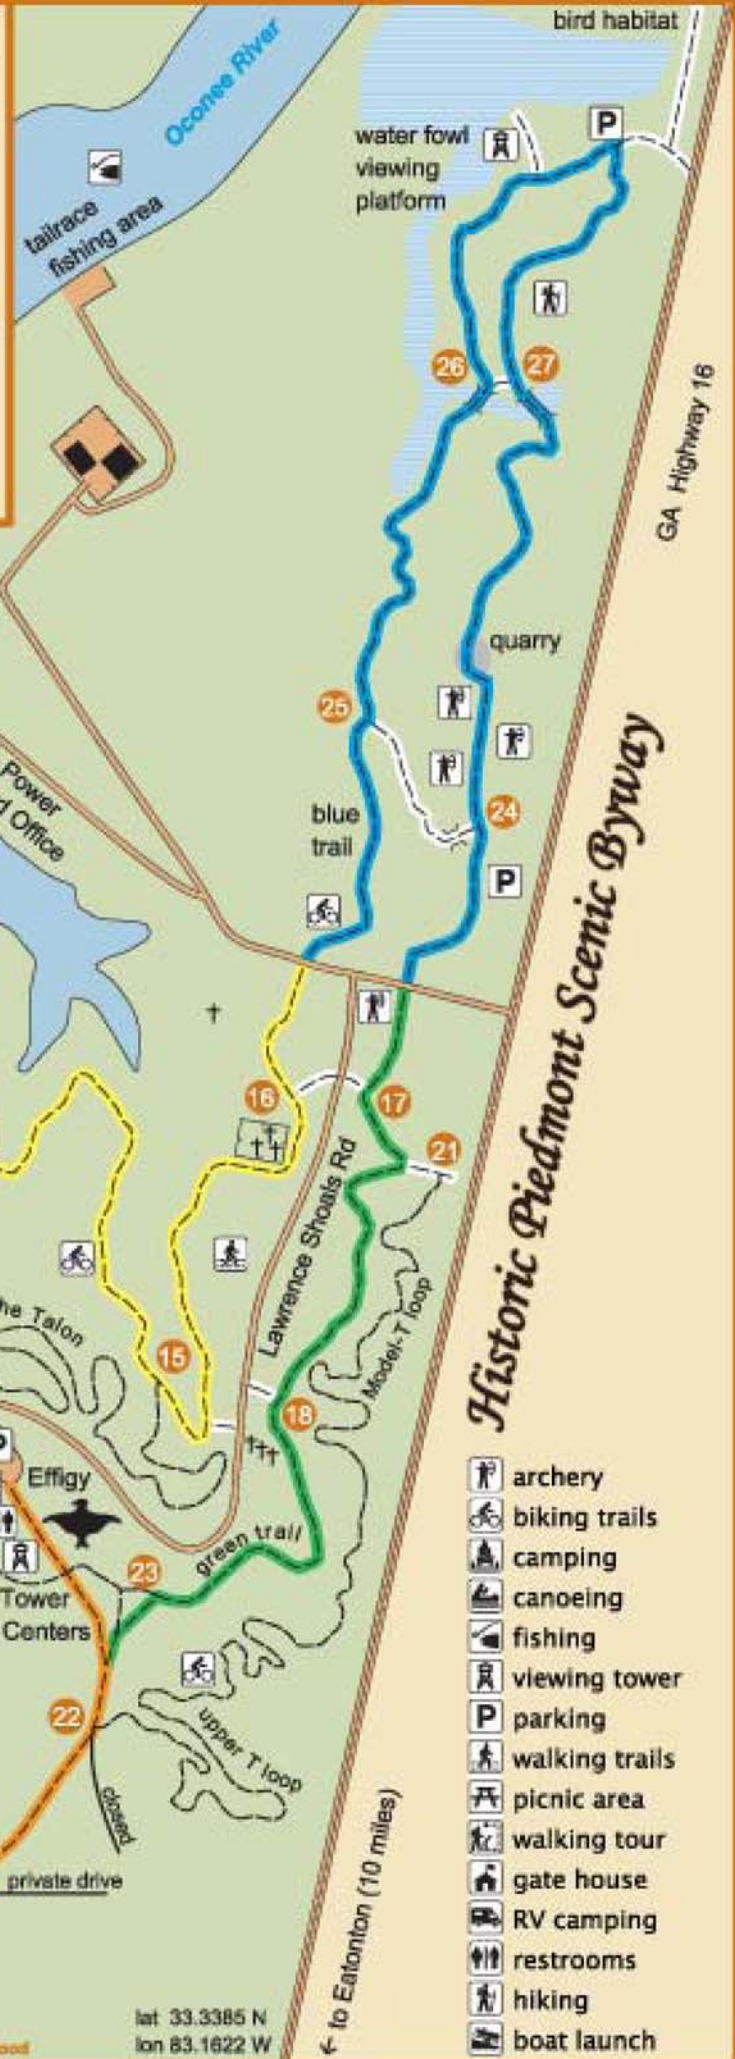 bird habitat
Oconee River
water fowl
viewing
platform
P
tailrace
fishing area
26
27
GA Highway 16
quarry
25
24
Power
d Office
blue
trail
P
Historic Piedmont Scenic Byway
16
17
21
Lawrence Shoals Rd
he Talon
15
Model-T loop
18
P
Effigy
green trail
23
Tower
Centers
22
upper T loop
closed
private drive
← to Eatonton (10 miles)
lat 33.3385 N
lon 83.1622 W
ood
archery
biking trails
camping
canoeing
fishing
viewing tower
P parking
walking trails
picnic area
walking tour
gate house
RV camping
restrooms
hiking
boat launch